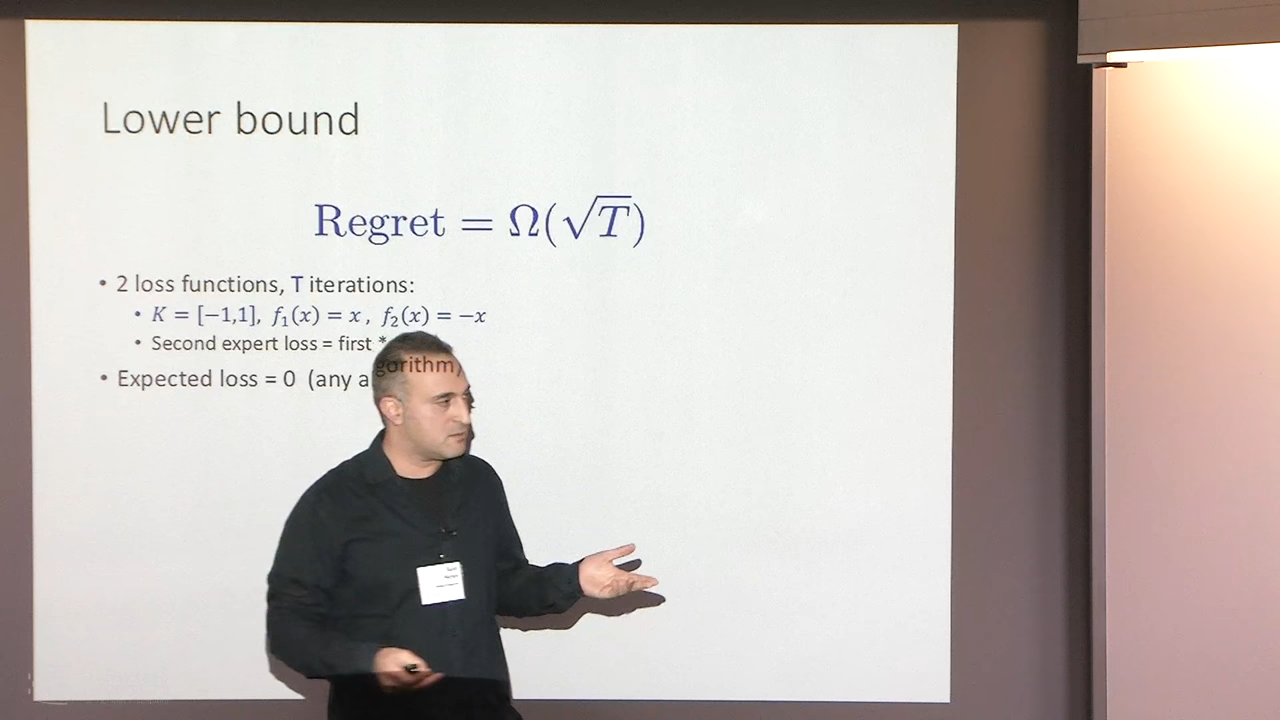 Lower bound
Regret = Ω(√T)
• 2 loss functions, T iterations:
• K = [−1,1], f₁(x) = x , f₂(x) = −x
• Second expert loss = first *
• Expected loss = 0 (any a gorithm)